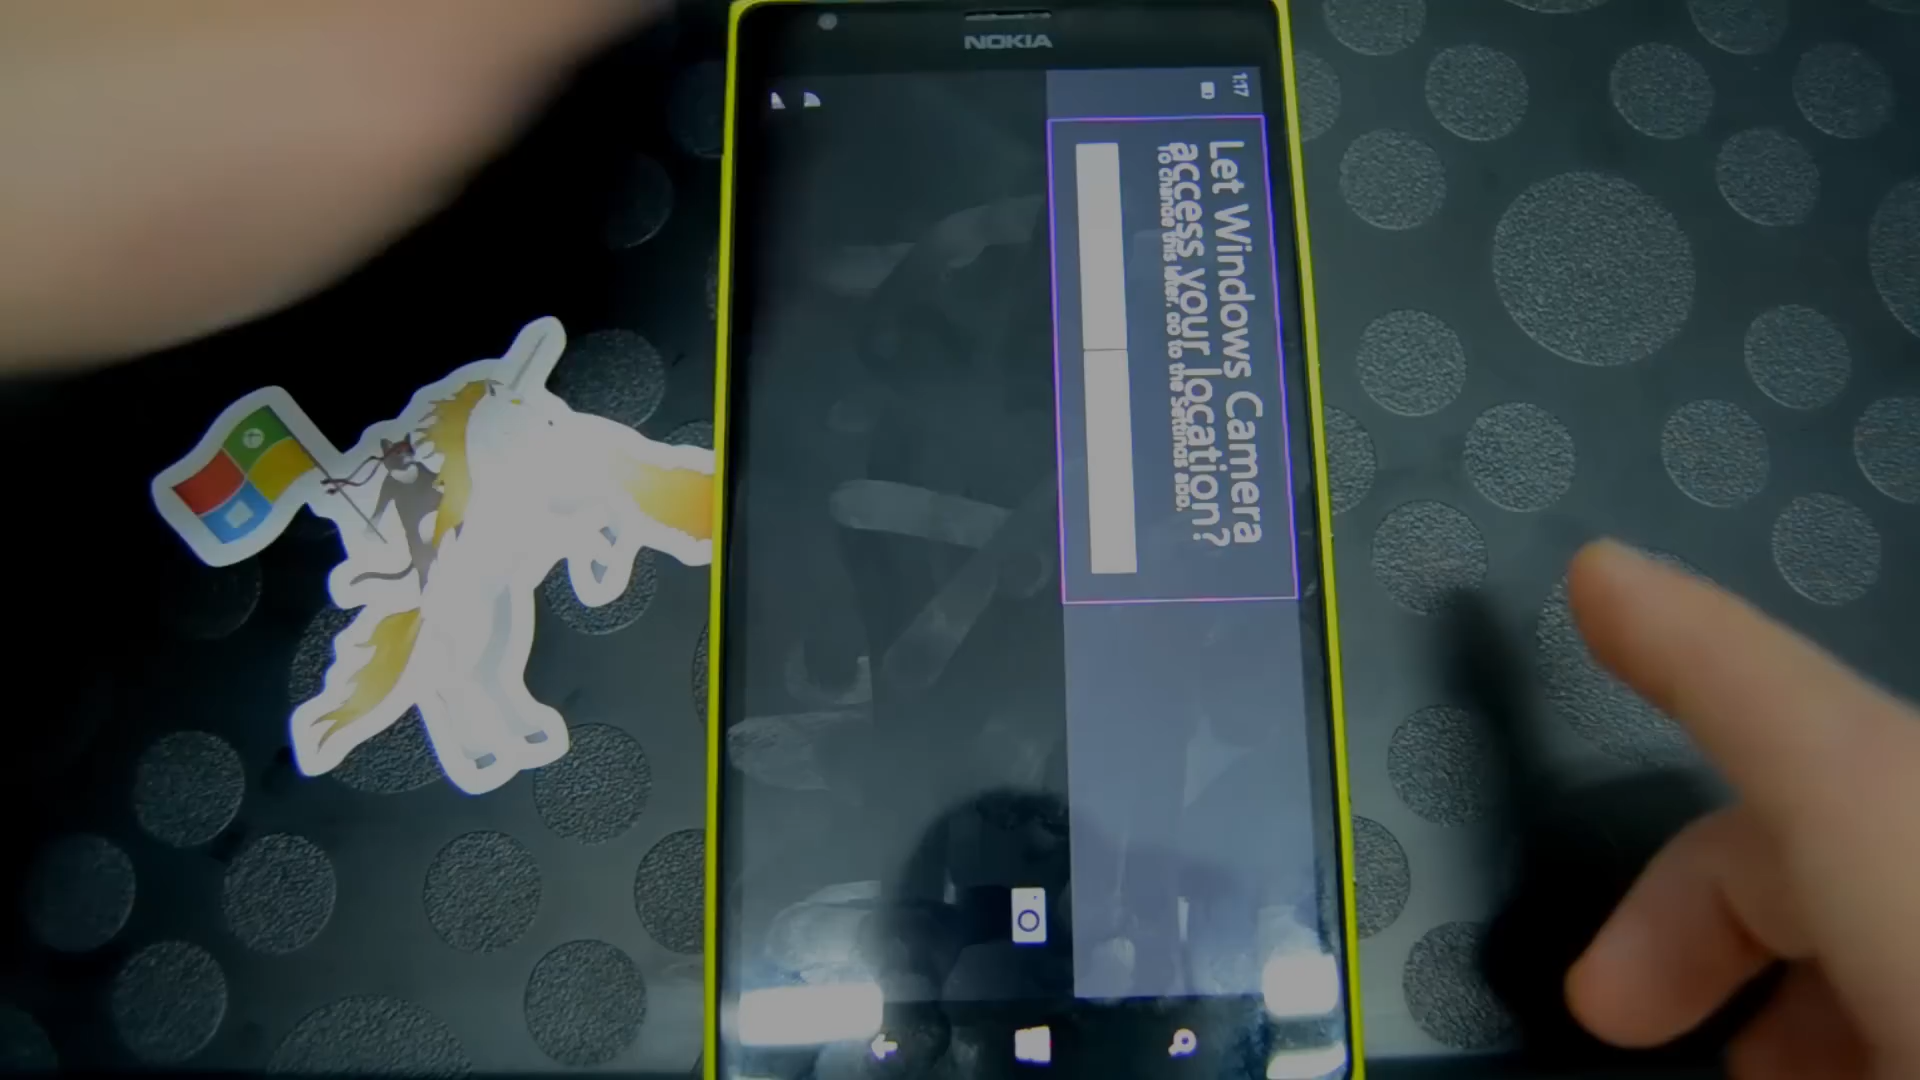 NOKIA
1:17
Let Windows Camera
access your location?
To change this later, go to the Settings app.